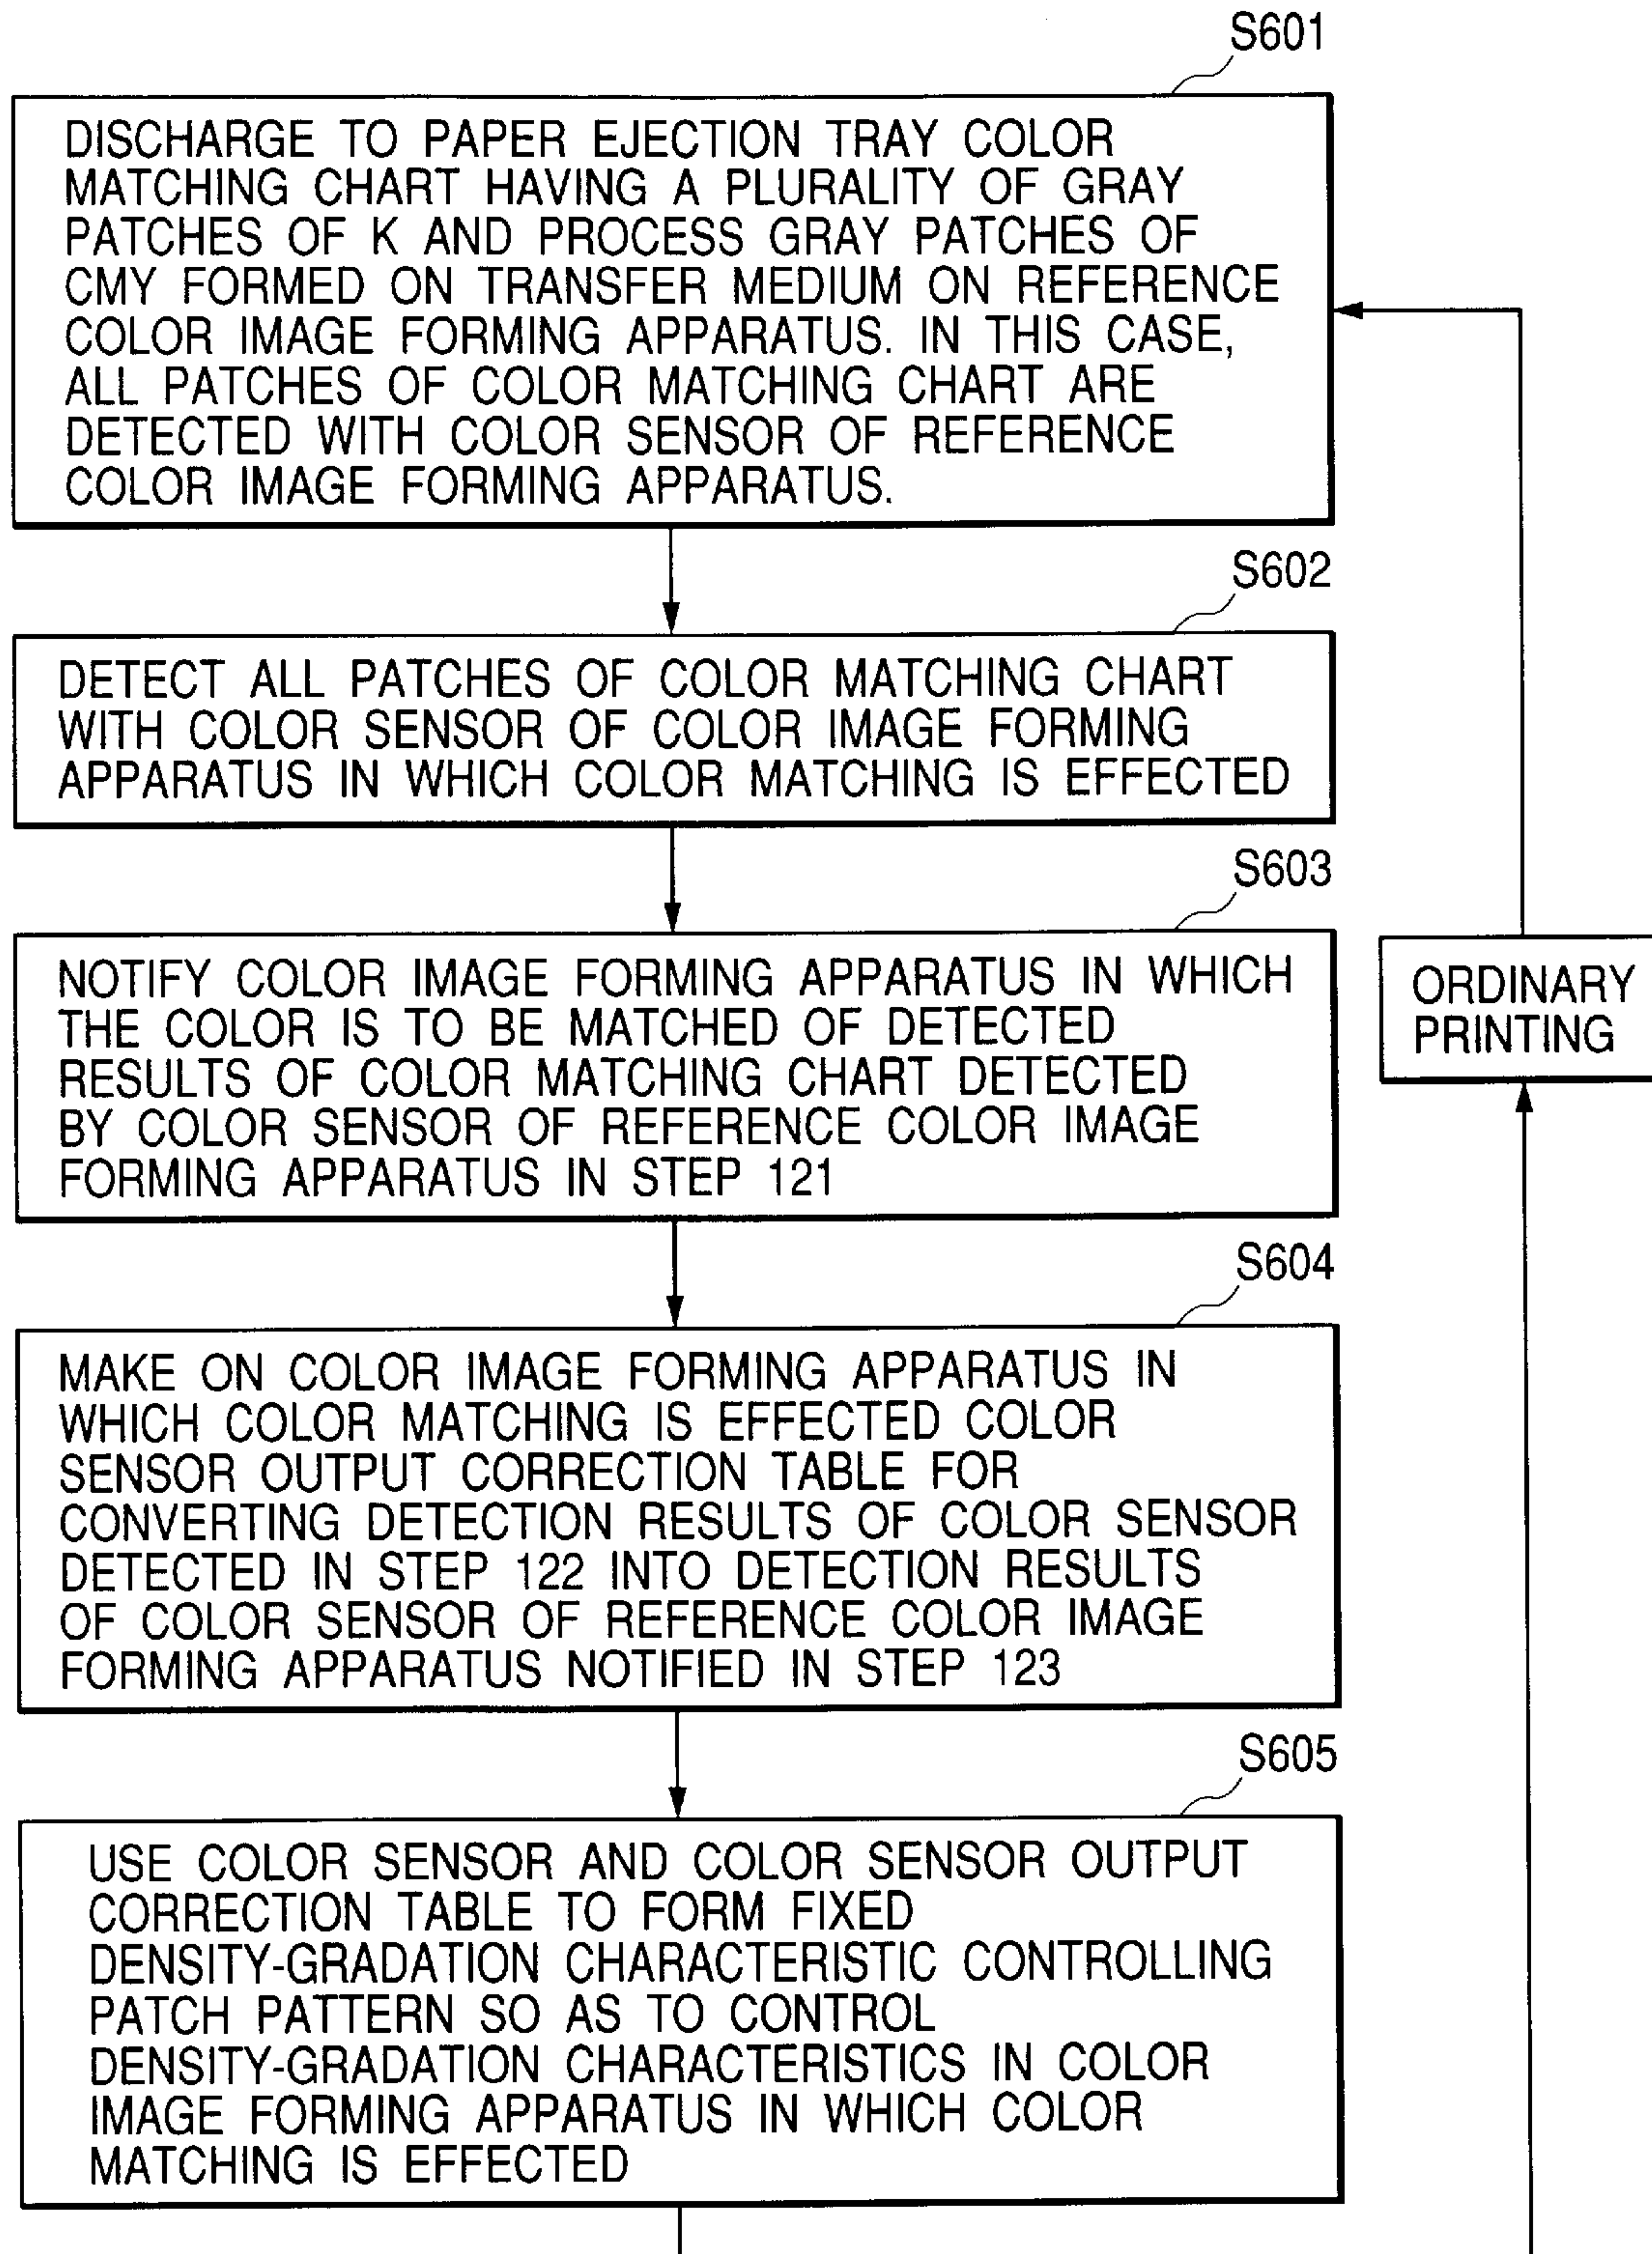 S601
DISCHARGE TO PAPER EJECTION TRAY COLOR
MATCHING CHART HAVING A PLURALITY OF GRAY
PATCHES OF K AND PROCESS GRAY PATCHES OF
CMY FORMED ON TRANSFER MEDIUM ON REFERENCE
COLOR IMAGE FORMING APPARATUS. IN THIS CASE,
ALL PATCHES OF COLOR MATCHING CHART ARE
DETECTED WITH COLOR SENSOR OF REFERENCE
COLOR IMAGE FORMING APPARATUS.
S602
DETECT ALL PATCHES OF COLOR MATCHING CHART
WITH COLOR SENSOR OF COLOR IMAGE FORMING
APPARATUS IN WHICH COLOR MATCHING IS EFFECTED
S603
NOTIFY COLOR IMAGE FORMING APPARATUS IN WHICH
THE COLOR IS TO BE MATCHED OF DETECTED
RESULTS OF COLOR MATCHING CHART DETECTED
BY COLOR SENSOR OF REFERENCE COLOR IMAGE
FORMING APPARATUS IN STEP 121
ORDINARY
PRINTING
S604
MAKE ON COLOR IMAGE FORMING APPARATUS IN
WHICH COLOR MATCHING IS EFFECTED COLOR
SENSOR OUTPUT CORRECTION TABLE FOR
CONVERTING DETECTION RESULTS OF COLOR SENSOR
DETECTED IN STEP 122 INTO DETECTION RESULTS
OF COLOR SENSOR OF REFERENCE COLOR IMAGE
FORMING APPARATUS NOTIFIED IN STEP 123
S605
USE COLOR SENSOR AND COLOR SENSOR OUTPUT
CORRECTION TABLE TO FORM FIXED
DENSITY-GRADATION CHARACTERISTIC CONTROLLING
PATCH PATTERN SO AS TO CONTROL
DENSITY-GRADATION CHARACTERISTICS IN COLOR
IMAGE FORMING APPARATUS IN WHICH COLOR
MATCHING IS EFFECTED